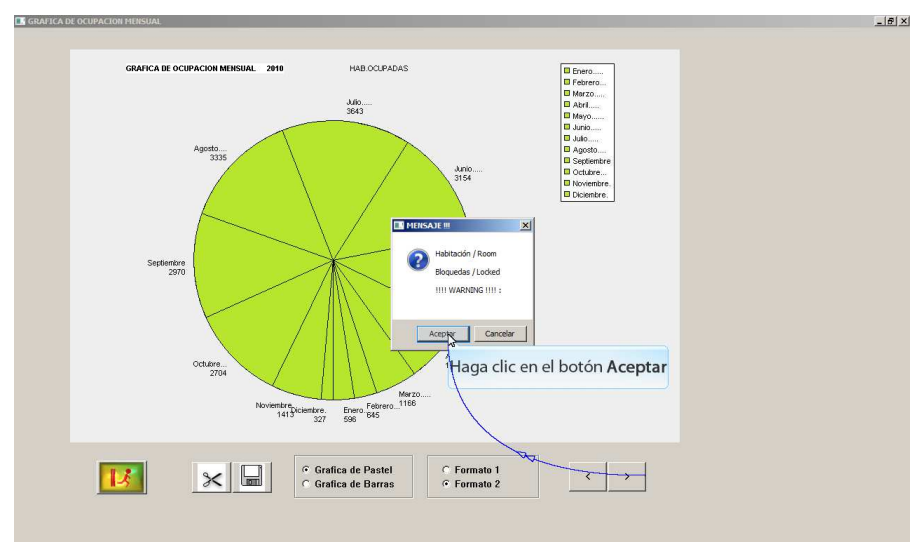 GRAFICA DE OCUPACION MENSUAL
GRAFICA DE OCUPACION MENSUAL 2010
HAB.OCUPADAS
Enero.....
Febrero...
Marzo.....
Abril.....
Mayo......
Junio.....
Julio.....
Agosto....
Septiembre
Octubre...
Noviembre.
Diciembre.
Julio.....
3643
Agosto....
3335
Junio.....
3154
Septiembre
2970
MENSAJE !!!
Habitación / Room
Bloquedas / Locked
!!!! WARNING !!!! :
Aceptar
Cancelar
Haga clic en el botón Aceptar
Octubre...
2704
Marzo.....
1166
Noviembre.
1413
Diciembre.
327
Enero
596
Febrero...
645
Grafica de Pastel
Grafica de Barras
Formato 1
Formato 2
<
>